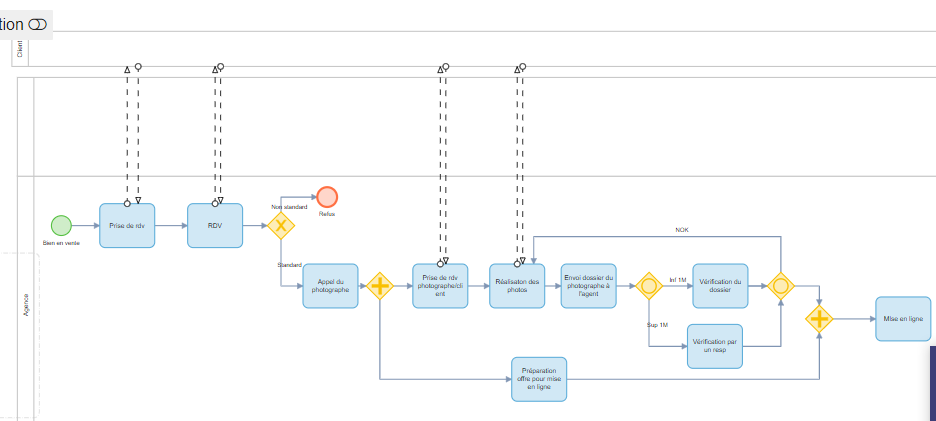 tion
Client
Agence
Bien en vente
Prise de rdv
RDV
Non standard
Refus
Standard
Appel du
photographe
Prise de rdv
photographe/cli
ent
Réalisaton des
photos
NOK
Envoi dossier du
photographe à
l'agent
Inf 1M
Vérification du
dossier
Sup 1M
Vérification par
un resp
Préparation
offre pour mise
en ligne
Mise en ligne